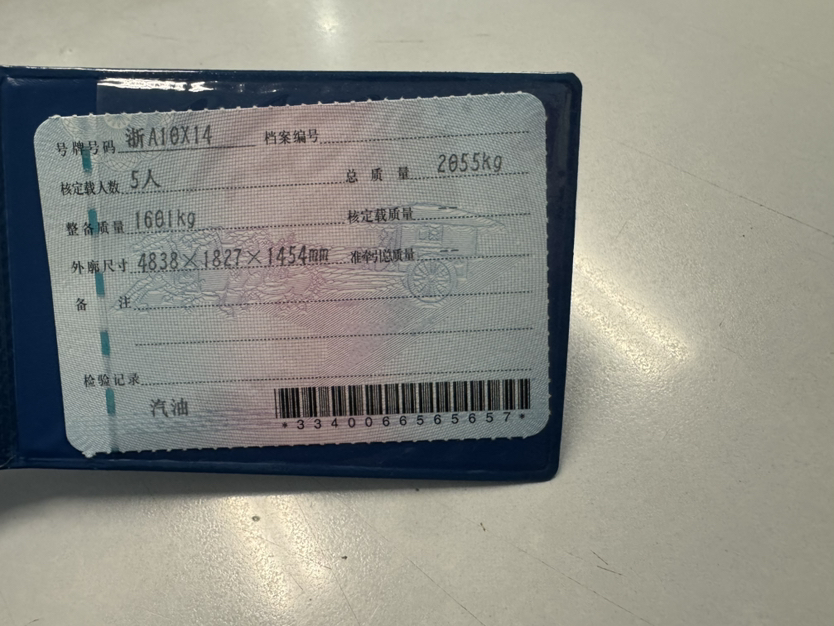 号牌号码 浙A10X14 档案编号
核定载人数 5人 总质量 2055kg
整备质量 1601kg 核定载质量 --
外廓尺寸 4838×1827×1454mm 准牵引总质量 --
备注
检验记录
汽油
*3340066565657*